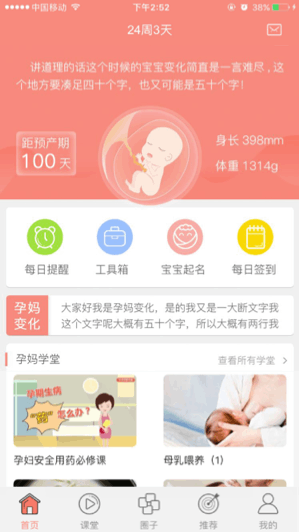 中国移动
下午2:52
38%
24周3天
讲道理的话这个时候的宝宝变化简直是一言难尽，这
个地方要凑足四十个字，也又可能是五十个字！
距预产期
100天
身长 398mm
体重 1314g
每日提醒
工具箱
宝宝起名
每日签到
孕妈
变化
大家好我是孕妈变化，是的我又是一大断文字我
这个文字呢大概有五十个字，所以大概有两行我
孕妈学堂
查看所有学堂
孕期生病
“药”怎么办？
孕妇安全用药必修课
母乳喂养（1）
首页
课堂
圈子
推荐
我的